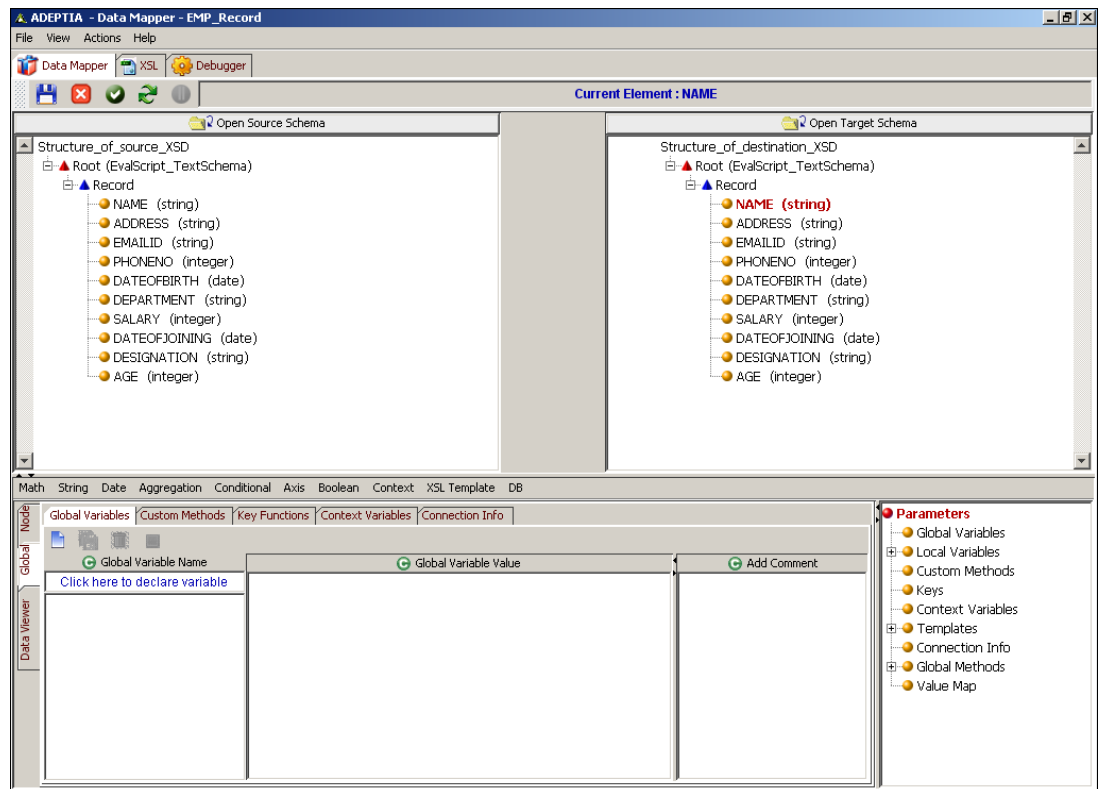 ADEPTIA - Data Mapper - EMP_Record
File View Actions Help
Data Mapper XSL Debugger
Current Element : NAME
Open Source Schema
Open Target Schema
Structure_of_source_XSD
Root (EvalScript_TextSchema)
Record
NAME (string)
ADDRESS (string)
EMAILID (string)
PHONENO (integer)
DATEOFBIRTH (date)
DEPARTMENT (string)
SALARY (integer)
DATEOFJOINING (date)
DESIGNATION (string)
AGE (integer)
Structure_of_destination_XSD
Root (EvalScript_TextSchema)
Record
NAME (string)
ADDRESS (string)
EMAILID (string)
PHONENO (integer)
DATEOFBIRTH (date)
DEPARTMENT (string)
SALARY (integer)
DATEOFJOINING (date)
DESIGNATION (string)
AGE (integer)
Math String Date Aggregation Conditional Axis Boolean Context XSL Template DB
Node
Global
Data Viewer
Global Variables Custom Methods Key Functions Context Variables Connection Info
Global Variable Name
Global Variable Value
Add Comment
Click here to declare variable
Parameters
Global Variables
Local Variables
Custom Methods
Keys
Context Variables
Templates
Connection Info
Global Methods
Value Map